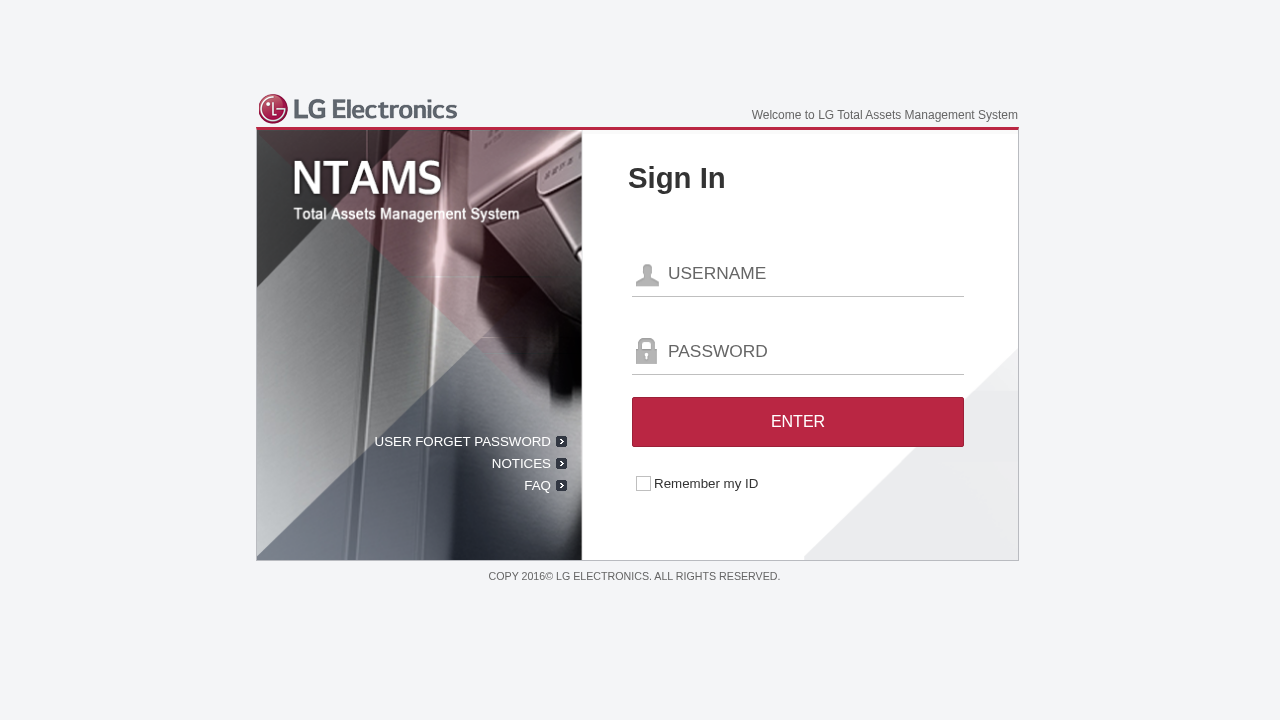 LG Electronics
Welcome to LG Total Assets Management System
NTAMS
Total Assets Management System
Sign In
USERNAME
PASSWORD
ENTER
Remember my ID
USER FORGET PASSWORD
NOTICES
FAQ
COPY 2016© LG ELECTRONICS. ALL RIGHTS RESERVED.